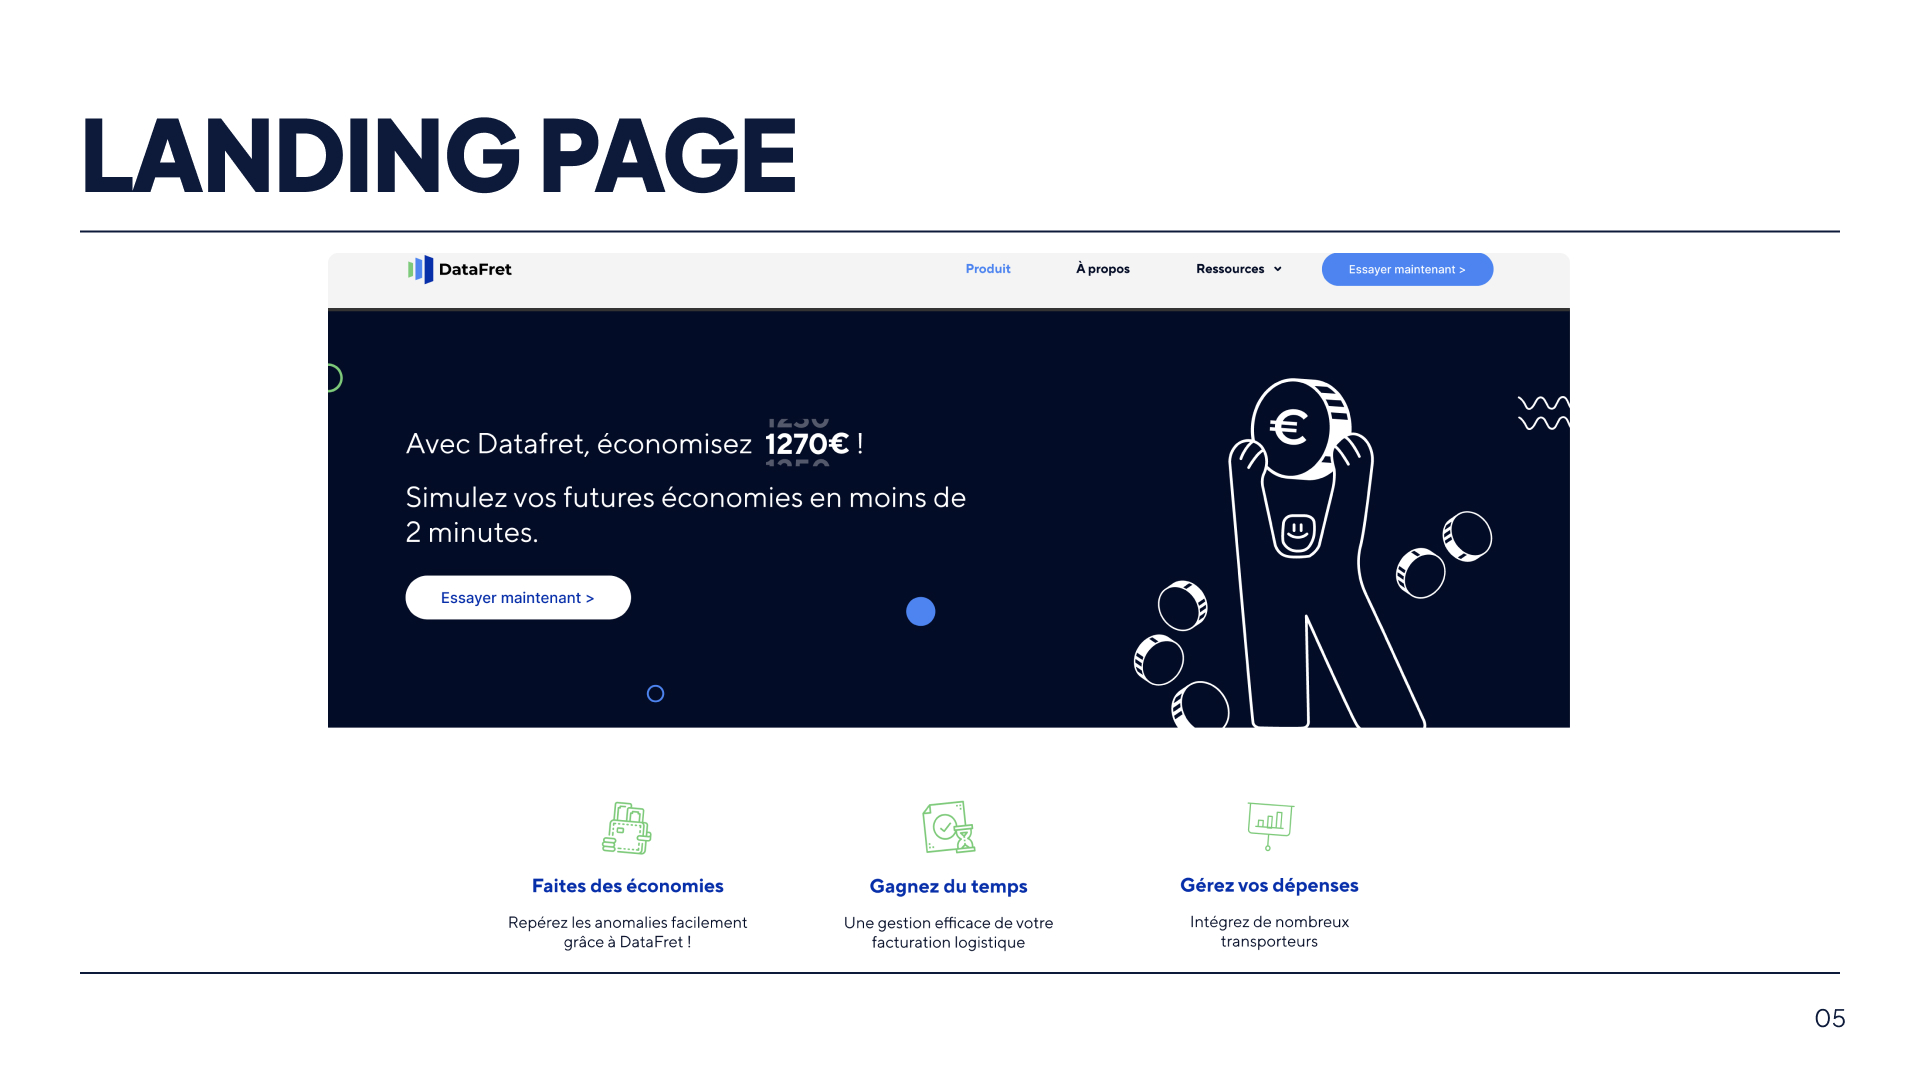 LANDING PAGE
DataFret
Produit
À propos
Ressources
Essayer maintenant >
Avec Datafret, économisez 1270€ !
Simulez vos futures économies en moins de
2 minutes.
Essayer maintenant >
€
Faites des économies
Repérez les anomalies facilement
grâce à DataFret !
Gagnez du temps
Une gestion efficace de votre
facturation logistique
Gérez vos dépenses
Intégrez de nombreux
transporteurs
05